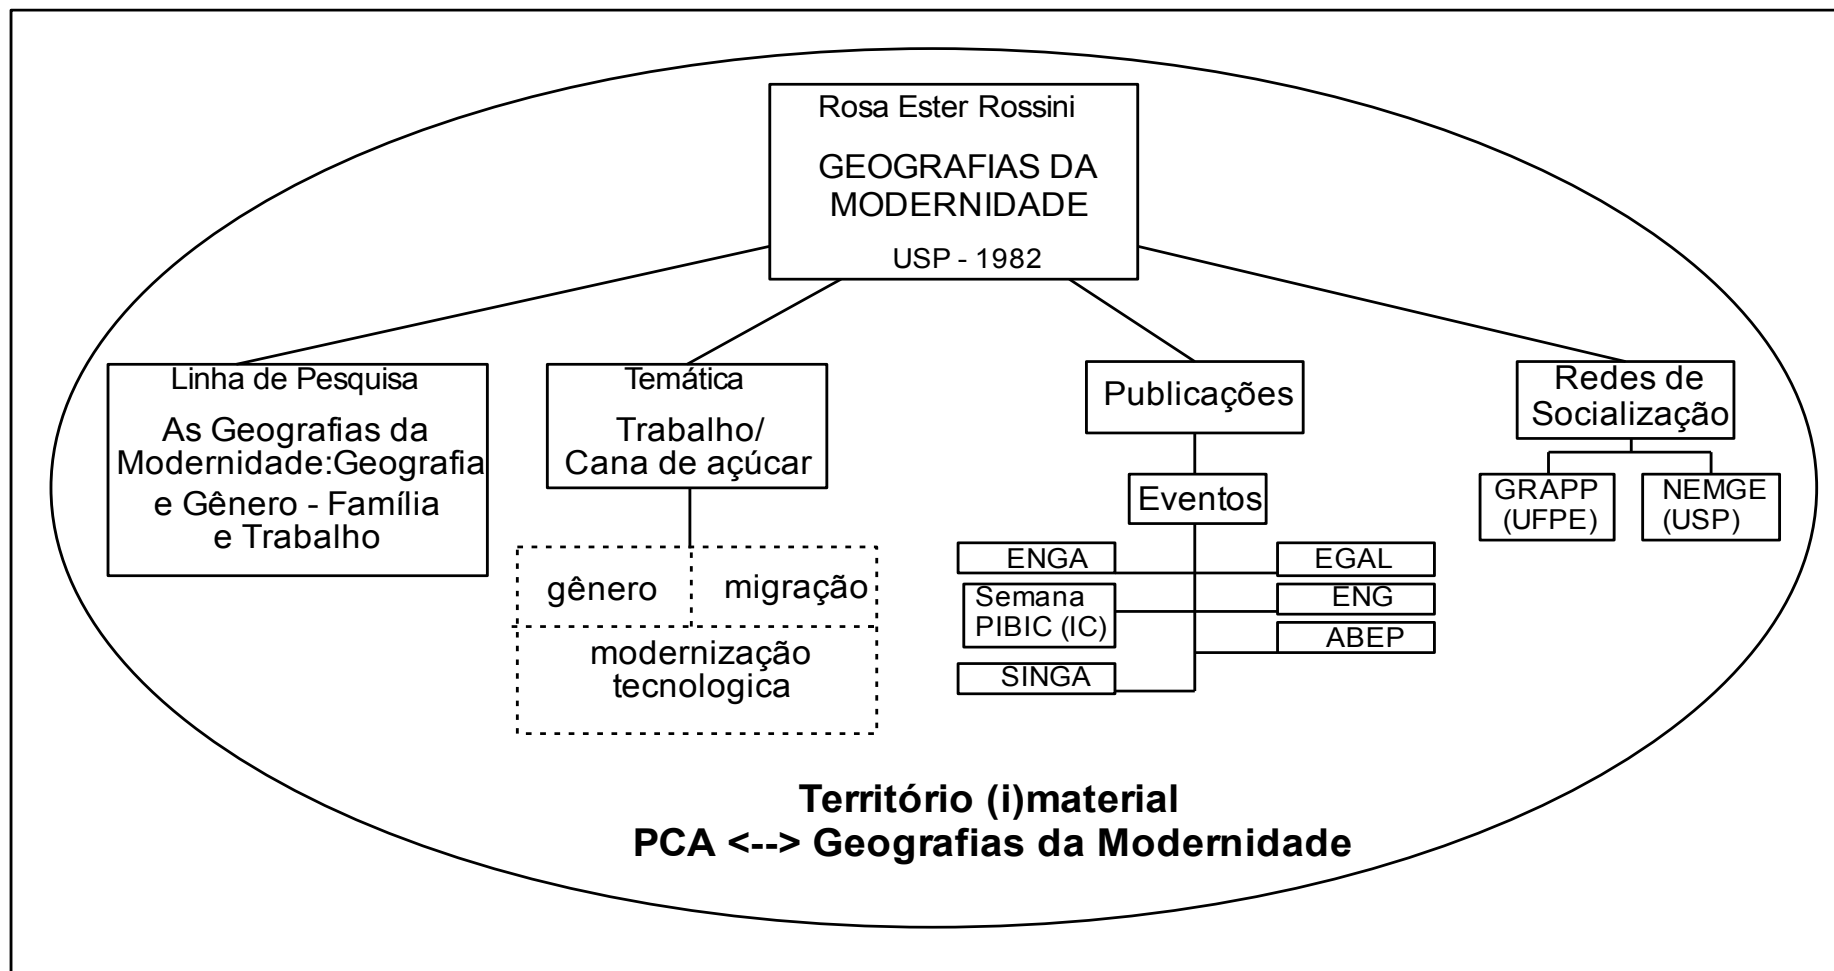 Rosa Ester Rossini
GEOGRAFIAS DA
MODERNIDADE
USP - 1982
Linha de Pesquisa
As Geografias da
Modernidade:Geografia
e Gênero - Família
e Trabalho
Temática
Trabalho/
Cana de açúcar
gênero
migração
modernização
tecnologica
Publicações
Eventos
ENGA
EGAL
Semana
PIBIC (IC)
ENG
ABEP
SINGA
Redes de
Socialização
GRAPP
(UFPE)
NEMGE
(USP)
Território (i)material
PCA <--> Geografias da Modernidade